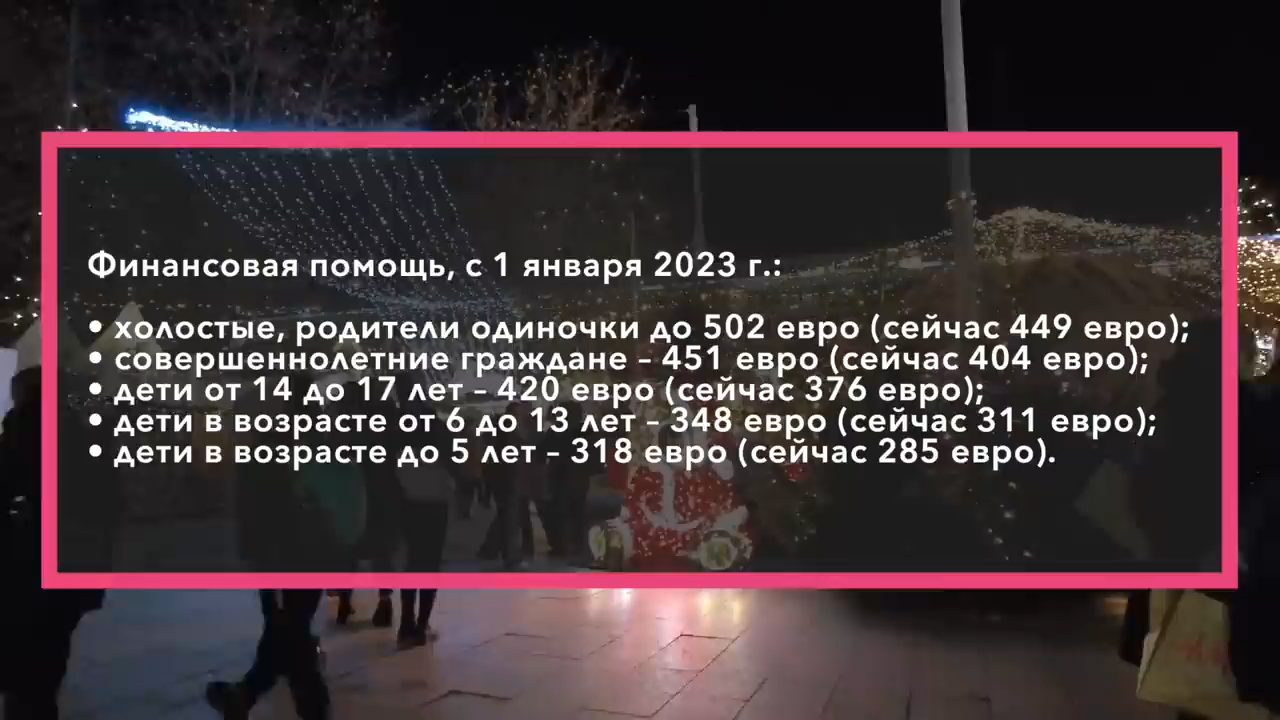 Финансовая помощь, с 1 января 2023 г.:
• холостые, родители одиночки до 502 евро (сейчас 449 евро);
• совершеннолетние граждане – 451 евро (сейчас 404 евро);
• дети от 14 до 17 лет – 420 евро (сейчас 376 евро);
• дети в возрасте от 6 до 13 лет – 348 евро (сейчас 311 евро);
• дети в возрасте до 5 лет – 318 евро (сейчас 285 евро).